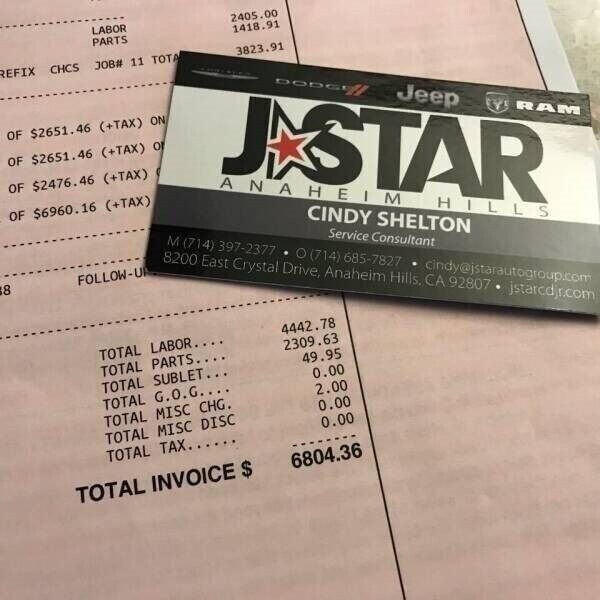 LABOR 2405.00
PARTS 1418.91
REFIX CHCS JOB# 11 TOTA 3823.91
OF $2651.46 (+TAX) ON
OF $2651.46 (+TAX) ON
OF $2476.46 (+TAX)
OF $6960.16 (+TAX)
CHRYSLER DODGE Jeep RAM
J STAR
ANAHEIM HILLS
CINDY SHELTON
Service Consultant
M (714) 397-2377 • O (714) 685-7827 • cindy@jstarautogroup.com
8200 East Crystal Drive, Anaheim Hills, CA 92807 • jstarcdjr.com
38 FOLLOW-U
TOTAL LABOR.... 4442.78
TOTAL PARTS.... 2309.63
TOTAL SUBLET... 49.95
TOTAL G.O.G.... 0.00
TOTAL MISC CHG. 2.00
TOTAL MISC DISC 0.00
TOTAL TAX...... 0.00
TOTAL INVOICE $ 6804.36